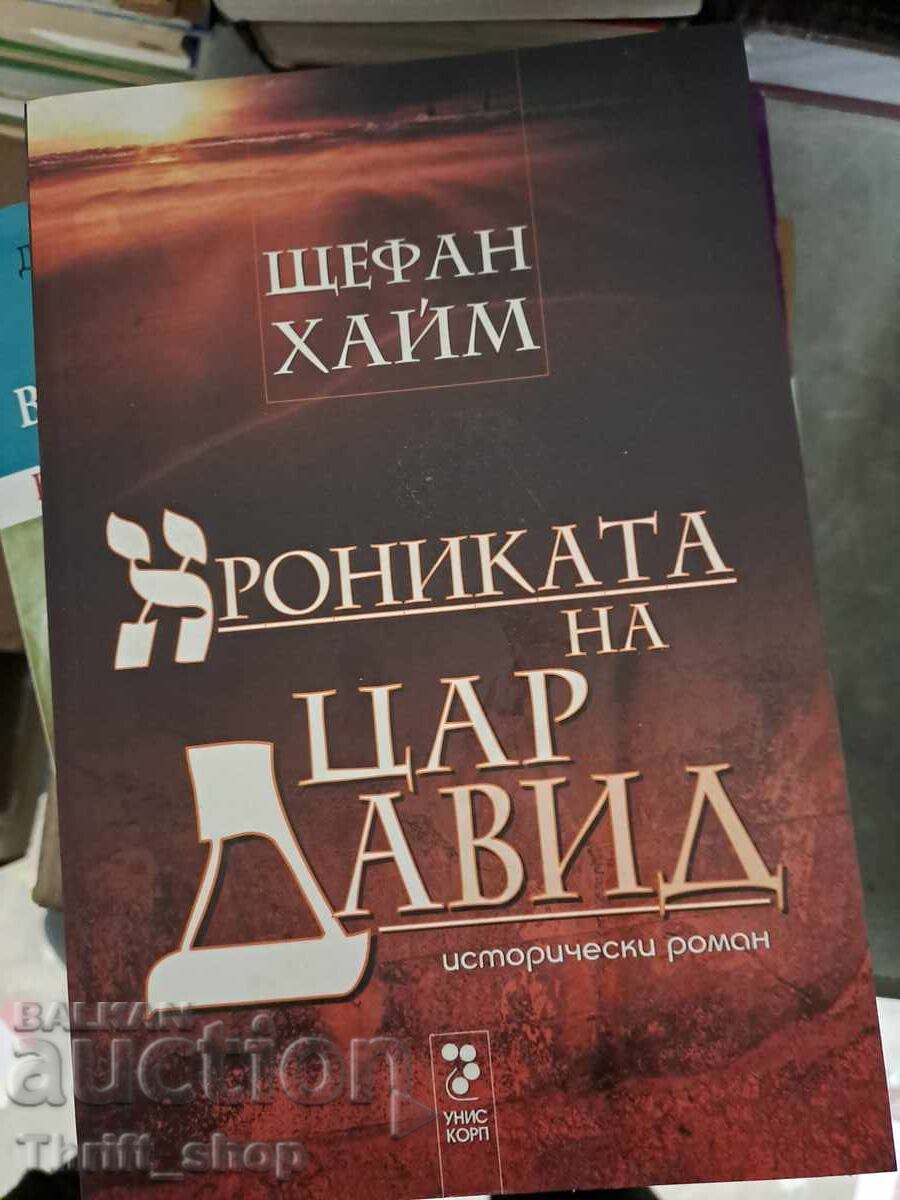 ЩЕФАН
ХАЙМ
ХРОНИКАТА
НА
ЦАР
ДАВИД
исторически роман
УНИС
КОРП
BALKAN
auction
Thrift_shop